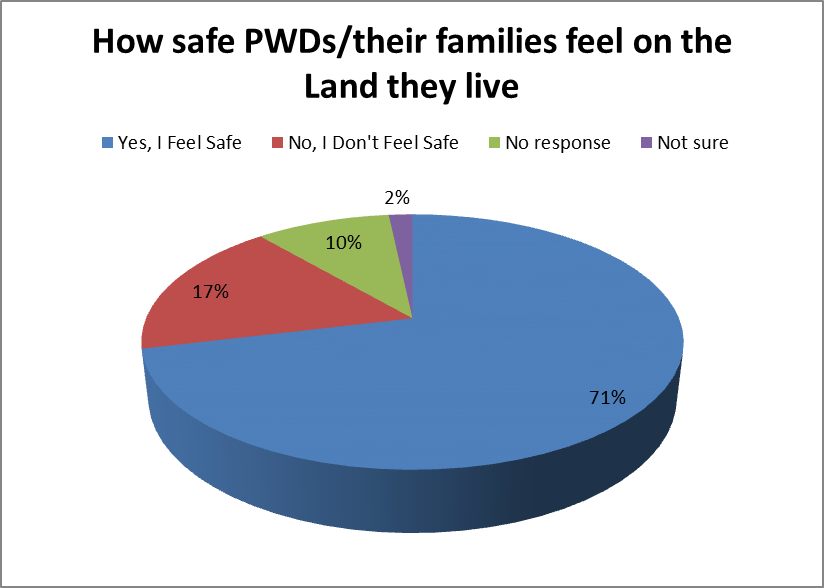 How safe PWDs/their families feel on the
Land they live
Yes, I Feel Safe No, I Don't Feel Safe No response Not sure
2%
10%
17%
71%